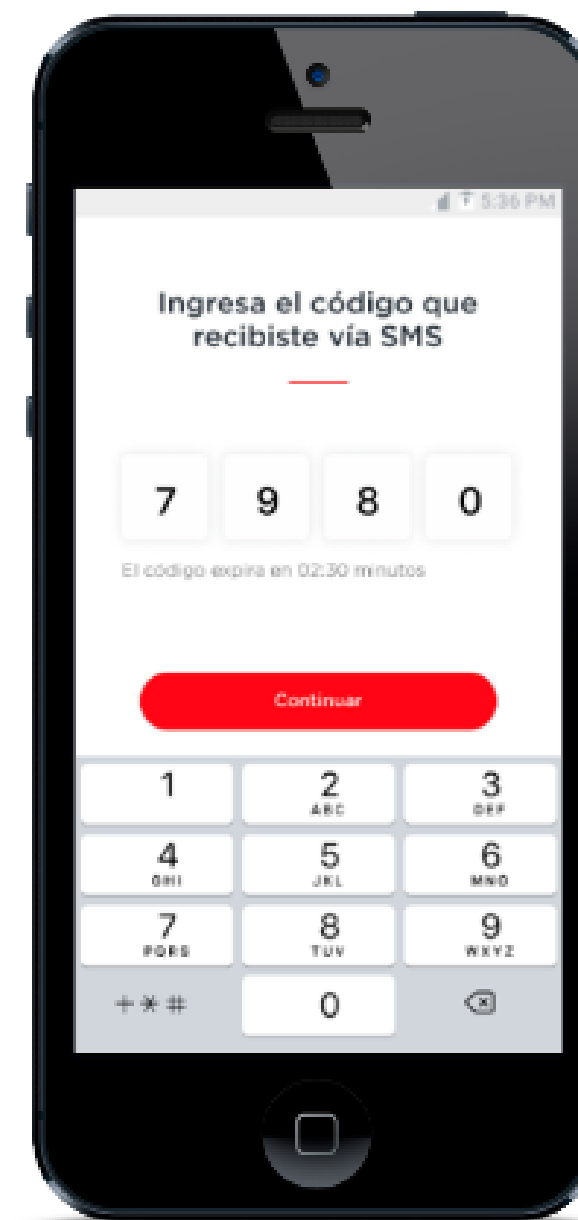 5:36 PM
Ingresa el código que
recibiste vía SMS
7 9 8 0
El código expira en 02:30 minutos
Continuar
1 2 3
ABC DEF
4 5 6
GHI JKL MNO
7 8 9
PQRS TUV WXYZ
+*# 0